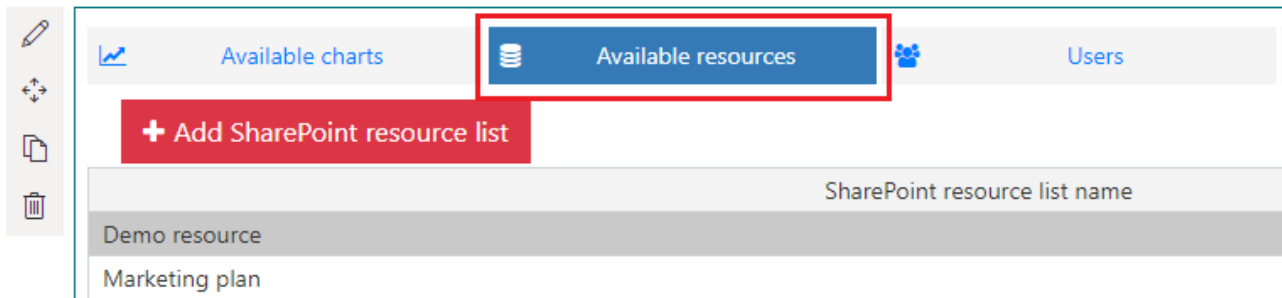 Available charts
Available resources
Users
+ Add SharePoint resource list
SharePoint resource list name
Demo resource
Marketing plan